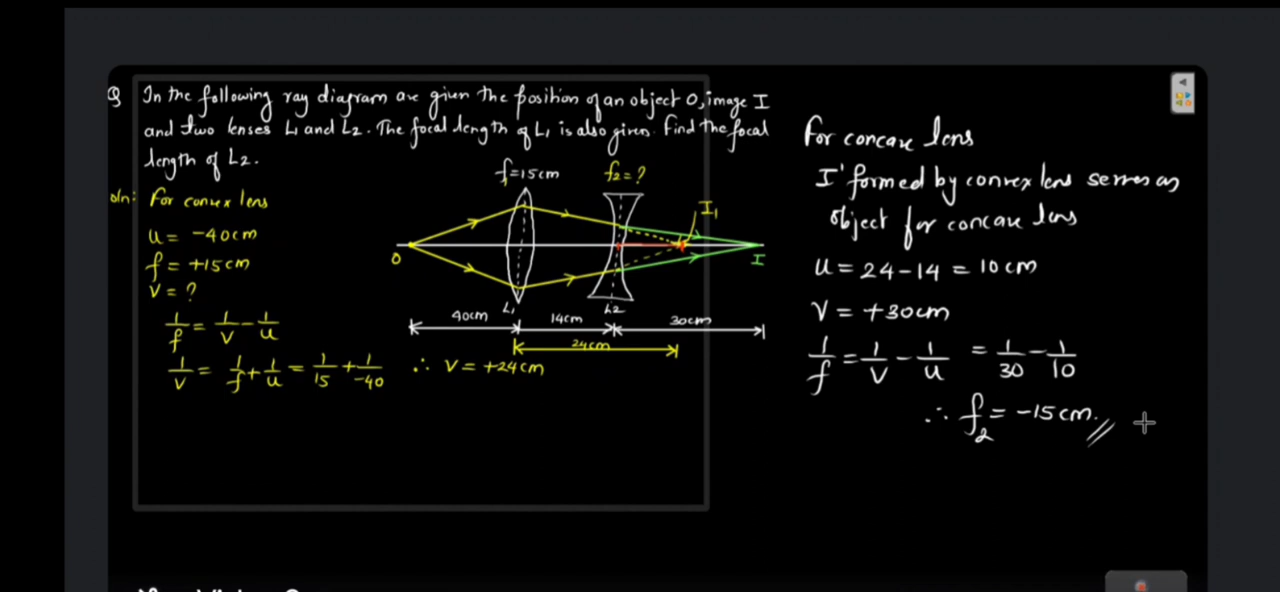 Q In the following ray diagram are given the position of an object O, image I
and two lenses L1 and L2. The focal length of L1 is also given. Find the focal
length of L2.
oln: For convex lens
u = -40cm
f = +15cm
v = ?
1/f = 1/v - 1/u
1/v = 1/f + 1/u = 1/15 + 1/-40 ∴ v = +24cm
f1=15cm f2=?
I1
O
I
L1 L2
40cm 14cm 30cm
24cm
For concave lens
I' formed by convex lens serves as
object for concave lens
u = 24-14 = 10cm
v = +30cm
1/f = 1/v - 1/u = 1/30 - 1/10
∴ f2 = -15cm.